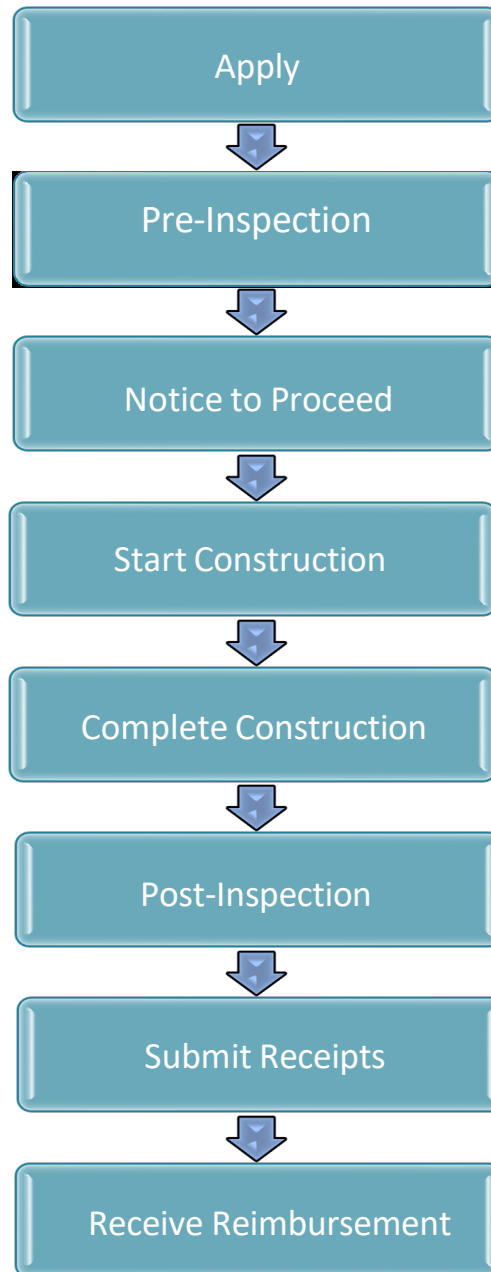 Apply
Pre-Inspection
Notice to Proceed
Start Construction
Complete Construction
Post-Inspection
Submit Receipts
Receive Reimbursement